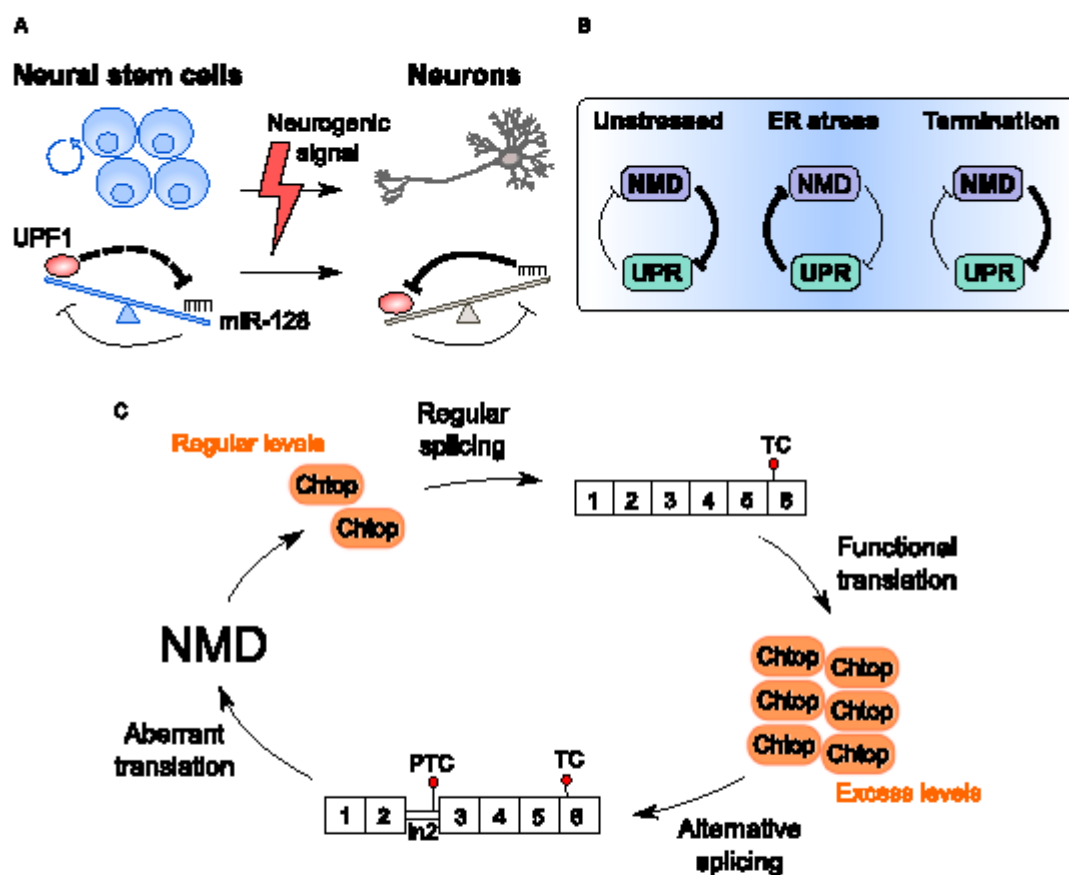 A
Neural stem cells
Neurons
Neurogenic
signal
UPF1
miR-128
B
Unstressed
ER stress
Termination
NMD
NMD
NMD
UPR
UPR
UPR
C
Regular levels
Chtop
Chtop
Regular
splicing
TC
1 2 3 4 5 6
Functional
translation
Chtop Chtop
Chtop Chtop
Chtop Chtop
Excess levels
Alternative
splicing
PTC TC
1 2 In2 3 4 5 6
Aberrant
translation
NMD